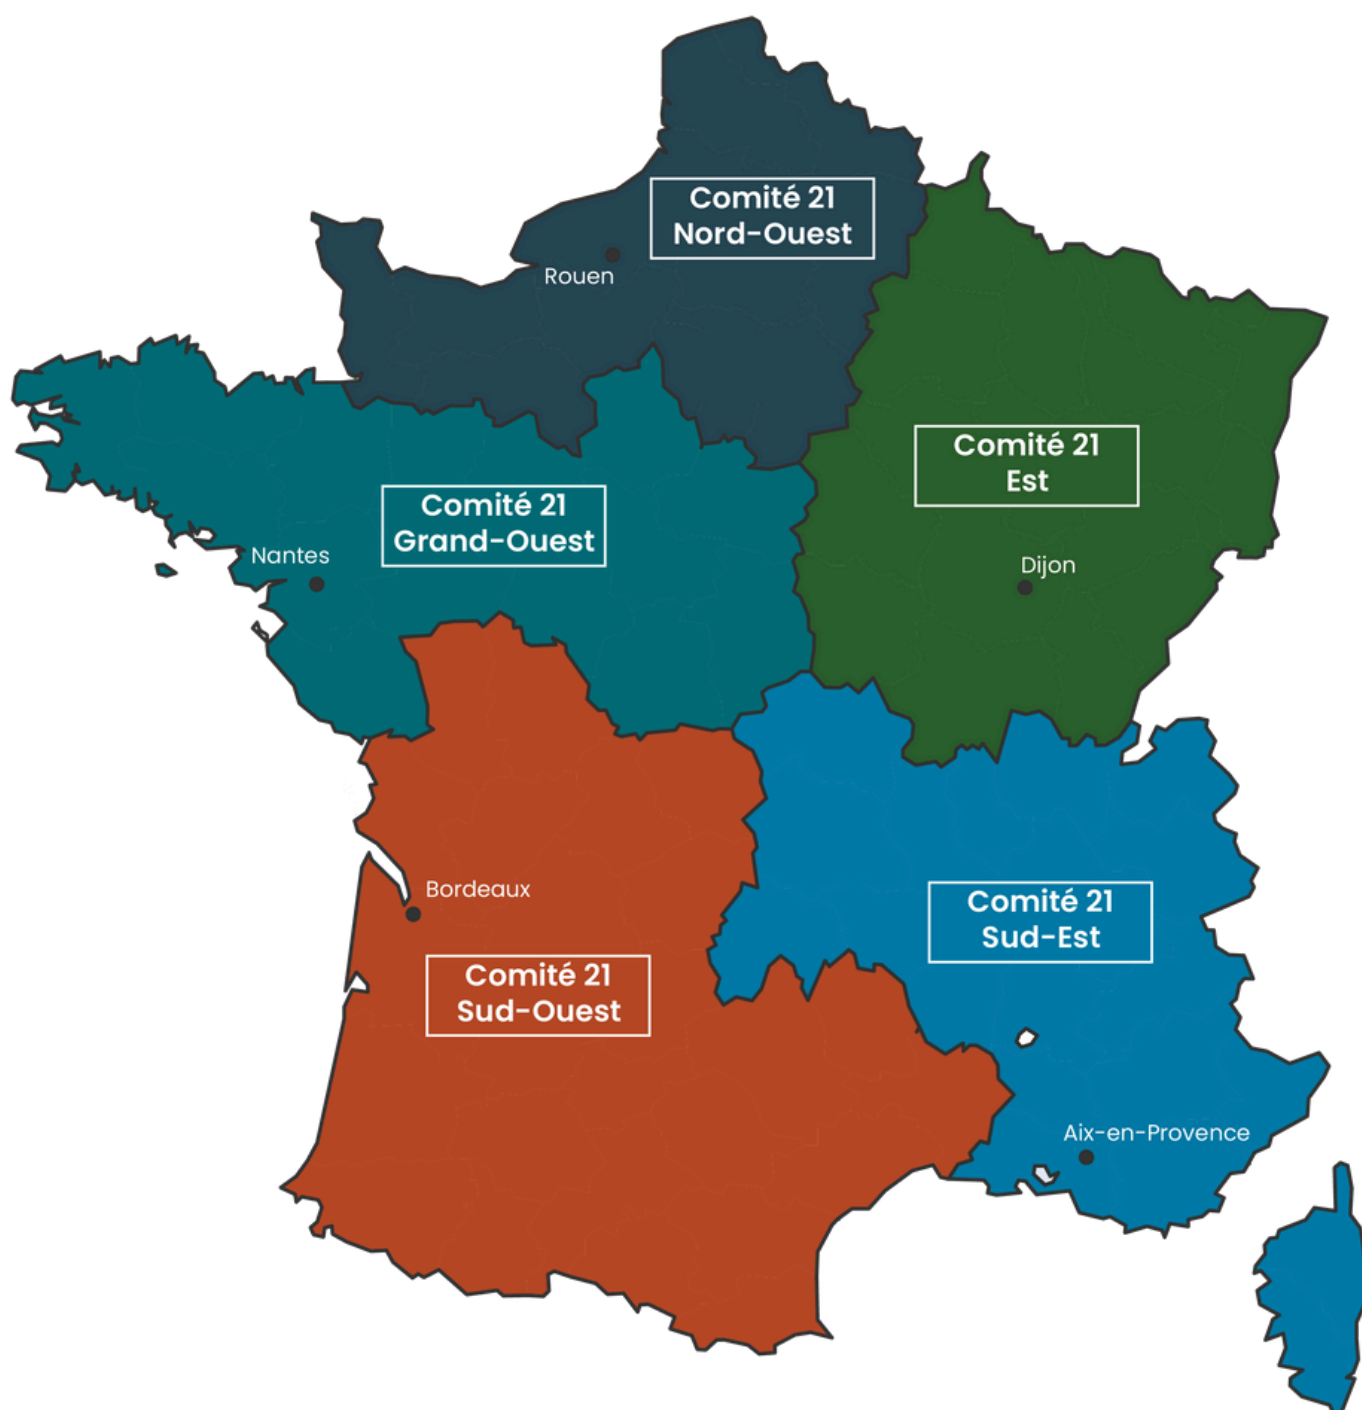 Comité 21
Nord-Ouest
Rouen
Comité 21
Est
Comité 21
Grand-Ouest
Nantes
Dijon
Bordeaux
Comité 21
Sud-Est
Comité 21
Sud-Ouest
Aix-en-Provence